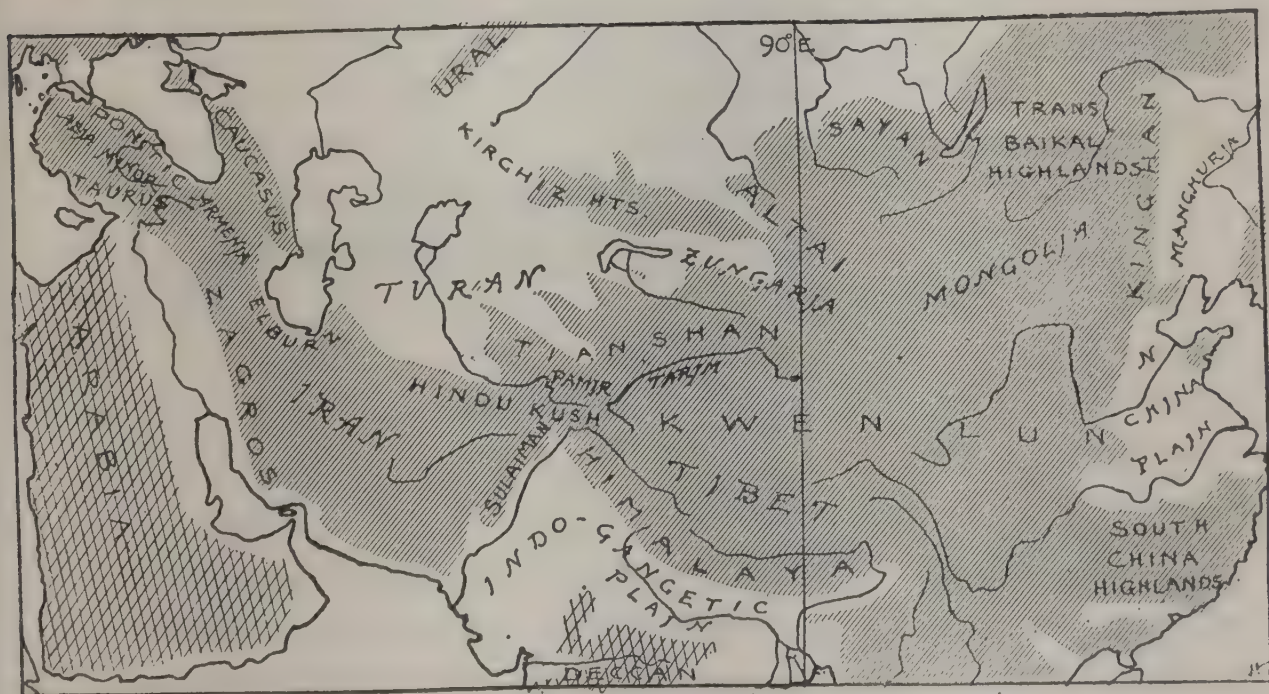 90°E
URAL
PONTIC
ASIA MINOR
TAURUS
ARMENIA
CAUCASUS
KIRCHIZ HTS.
SAYAN
TRANS
BAIKAL
HIGHLANDS
KINGHAN
MANCHURIA
ALTAI
ZUNGARIA
MONGOLIA
TURAN
ZAGROS
ELBURZ
TIAN SHAN
PAMIR
TARIM
HINDU KUSH
IRAN
KWEN LUN
N
CHINA
PLAIN
ARABIA
SULAIMAN
HIMALAYA
TIBET
INDO-GANGETIC
PLAIN
SOUTH
CHINA
HIGHLANDS
DECCAN